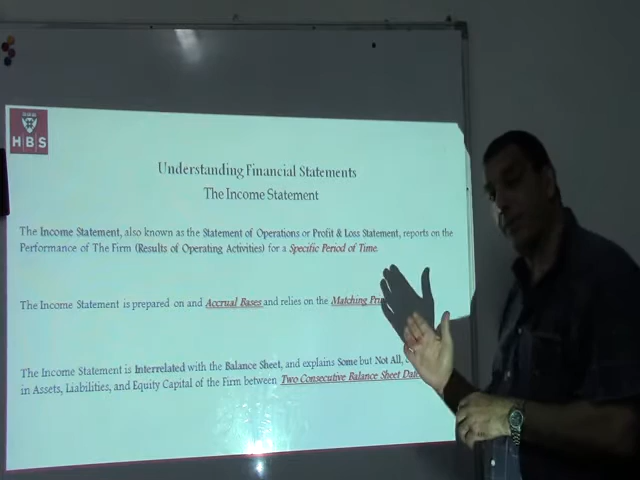 HBS
Understanding Financial Statements
The Income Statement
The Income Statement, also known as the Statement of Operations or Profit & Loss Statement, reports on the
Performance of The Firm (Results of Operating Activities) for a Specific Period of Time.
The Income Statement is prepared on and Accrual Bases and relies on the Matching
The Income Statement is Interrelated with the Balance Sheet, and explains Some but Not All,
in Assets, Liabilities, and Equity Capital of the Firm between Two Consecutive Balance Sheet